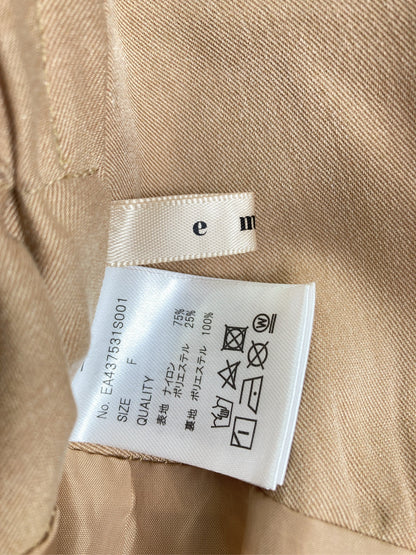 e m
No. EA437531S001
SIZE F
QUALITY
表地 ナイロン 75%
ポリエステル 25%
裏地 ポリエステル 100%
W